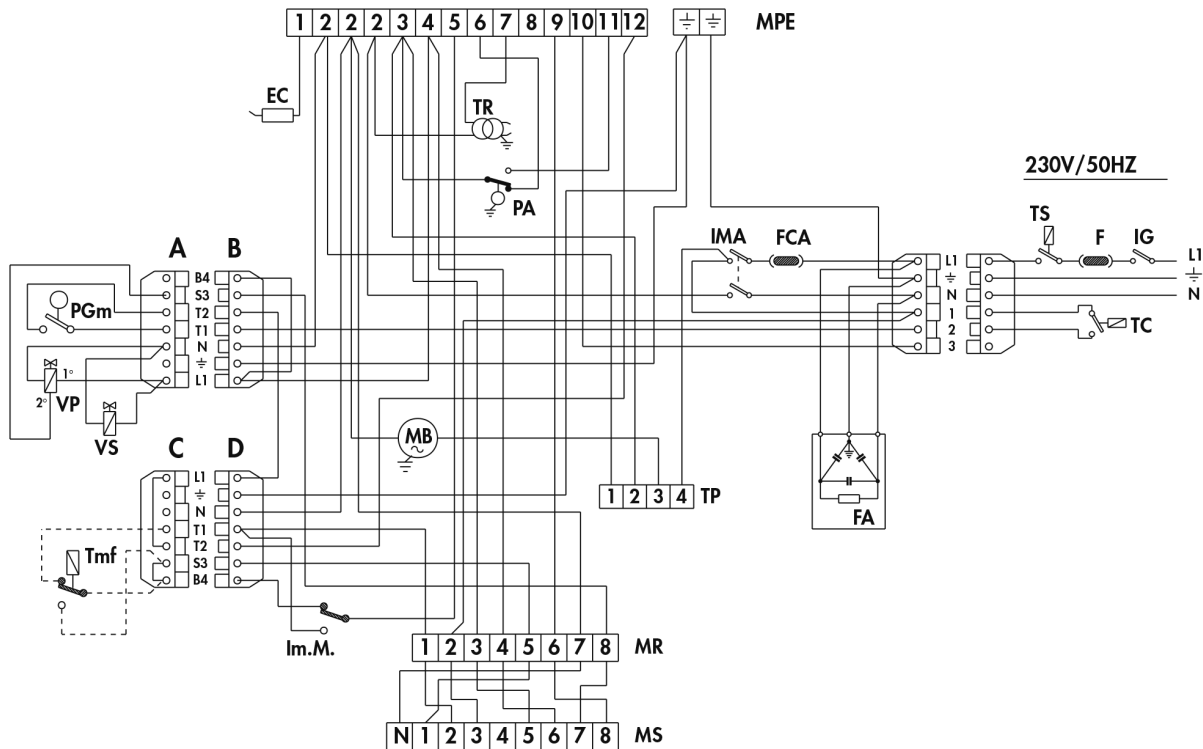 1 2 2 2 3 4 5 6 7 8 9 10 11 12
MPE
EC
TR
PA
230V/50HZ
TS
F
IG
IMA
FCA
L1
N
1
2
3
L1
N
TC
A B
B4
S3
T2
T1
N
L1
PGm
1°
2°
VP
VS
MB
C D
L1
N
T1
T2
S3
B4
Tmf
1 2 3 4 TP
FA
Im.M.
1 2 3 4 5 6 7 8 MR
N 1 2 3 4 5 6 7 8 MS